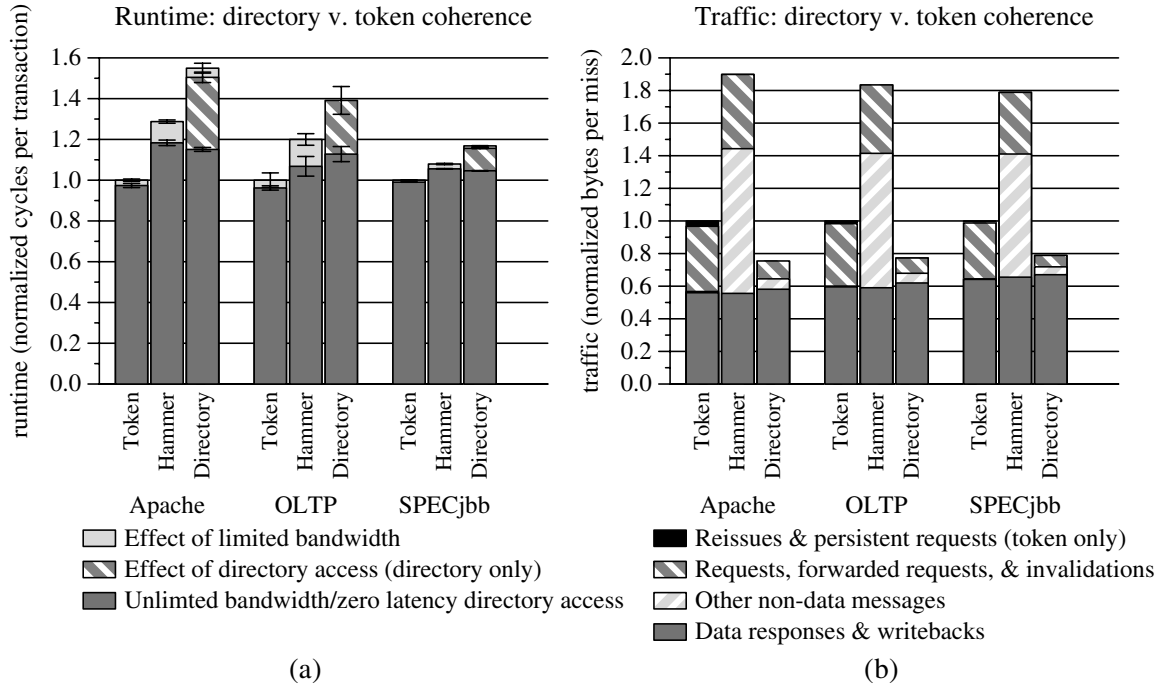 Runtime: directory v. token coherence
runtime (normalized cycles per transaction)
1.6
1.4
1.2
1.0
0.8
0.6
0.4
0.2
0.0
Token
Hammer
Directory
Token
Hammer
Directory
Token
Hammer
Directory
Apache
OLTP
SPECjbb
Effect of limited bandwidth
Effect of directory access (directory only)
Unlimted bandwidth/zero latency directory access
(a)
Traffic: directory v. token coherence
traffic (normalized bytes per miss)
2.0
1.8
1.6
1.4
1.2
1.0
0.8
0.6
0.4
0.2
0.0
Token
Hammer
Directory
Token
Hammer
Directory
Token
Hammer
Directory
Apache
OLTP
SPECjbb
Reissues & persistent requests (token only)
Requests, forwarded requests, & invalidations
Other non-data messages
Data responses & writebacks
(b)